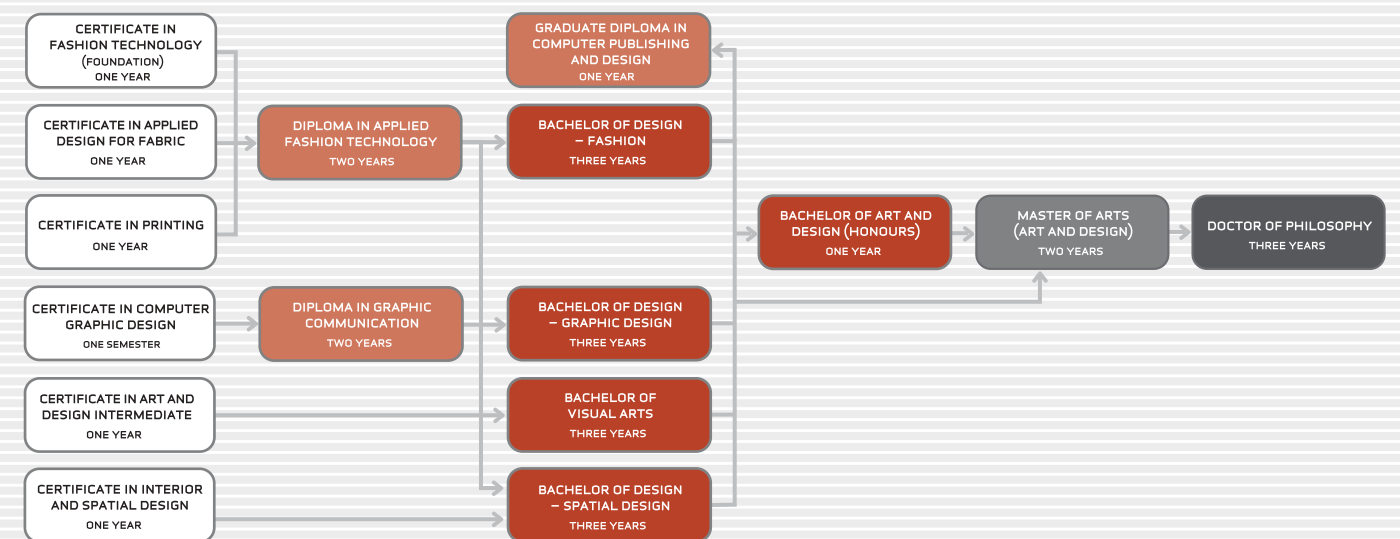 CERTIFICATE IN
FASHION TECHNOLOGY
(FOUNDATION)
ONE YEAR
CERTIFICATE IN APPLIED
DESIGN FOR FABRIC
ONE YEAR
CERTIFICATE IN PRINTING
ONE YEAR
CERTIFICATE IN COMPUTER
GRAPHIC DESIGN
ONE SEMESTER
CERTIFICATE IN ART AND
DESIGN INTERMEDIATE
ONE YEAR
CERTIFICATE IN INTERIOR
AND SPATIAL DESIGN
ONE YEAR
DIPLOMA IN APPLIED
FASHION TECHNOLOGY
TWO YEARS
DIPLOMA IN GRAPHIC
COMMUNICATION
TWO YEARS
GRADUATE DIPLOMA IN
COMPUTER PUBLISHING
AND DESIGN
ONE YEAR
BACHELOR OF DESIGN
– FASHION
THREE YEARS
BACHELOR OF DESIGN
– GRAPHIC DESIGN
THREE YEARS
BACHELOR OF
VISUAL ARTS
THREE YEARS
BACHELOR OF DESIGN
– SPATIAL DESIGN
THREE YEARS
BACHELOR OF ART AND
DESIGN (HONOURS)
ONE YEAR
MASTER OF ARTS
(ART AND DESIGN)
TWO YEARS
DOCTOR OF PHILOSOPHY
THREE YEARS